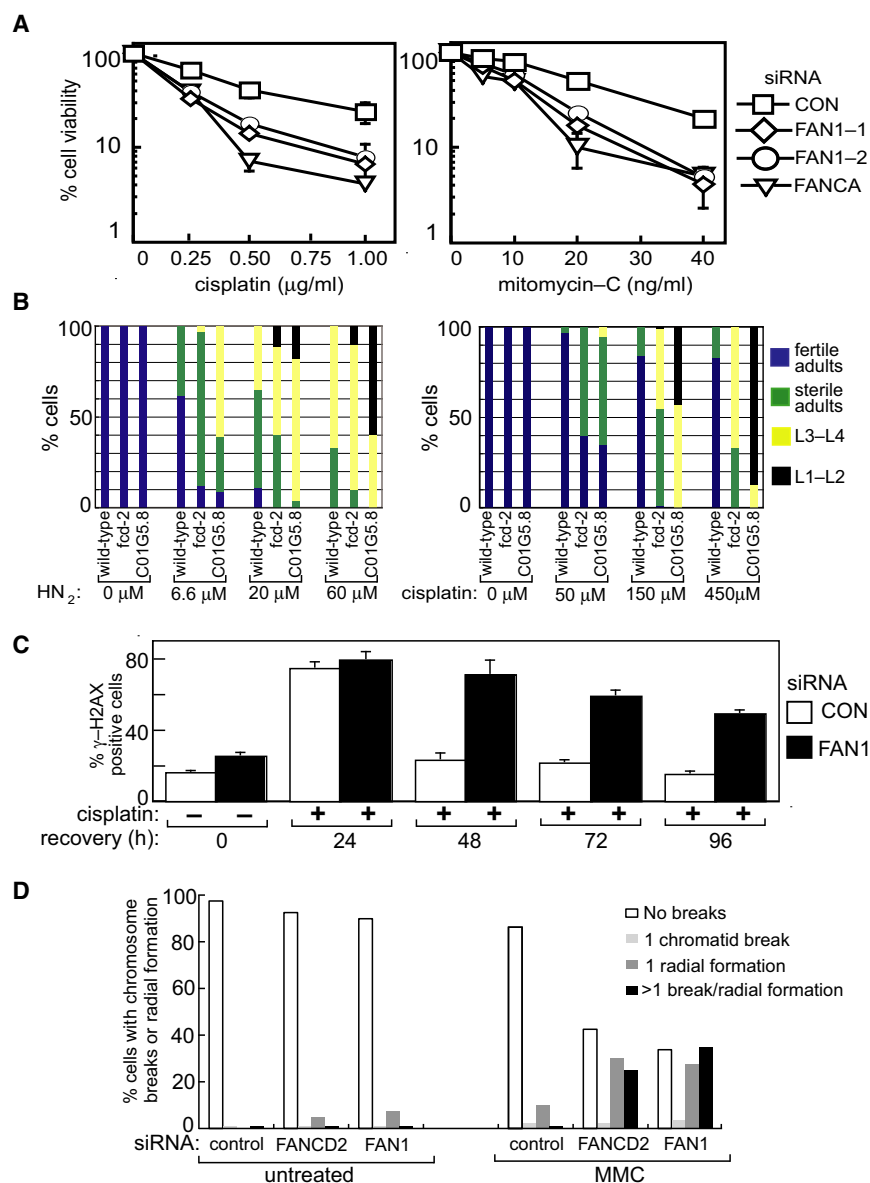 A
% cell viability
100
10
1
0
0.25
0.50
0.75
1.00
cisplatin (µg/ml)
100
10
1
0
10
20
30
40
mitomycin–C (ng/ml)
siRNA
CON
FAN1–1
FAN1–2
FANCA
B
% cells
100
50
0
wild-type
fcd-2
C01G5.8
wild-type
fcd-2
C01G5.8
wild-type
fcd-2
C01G5.8
wild-type
fcd-2
C01G5.8
HN2: 0 µM 6.6 µM 20 µM 60 µM
% cells
100
50
0
wild-type
fcd-2
C01G5.8
wild-type
fcd-2
C01G5.8
wild-type
fcd-2
C01G5.8
wild-type
fcd-2
C01G5.8
cisplatin: 0 µM 50 µM 150 µM 450µM
fertile
adults
sterile
adults
L3–L4
L1–L2
C
% γ–H2AX
positive cells
80
40
0
cisplatin: – – + + + + + + + +
recovery (h): 0 24 48 72 96
siRNA
CON
FAN1
D
% cells with chromosome
breaks or radial formation
100
80
60
40
20
0
No breaks
1 chromatid break
1 radial formation
>1 break/radial formation
siRNA: control FANCD2 FAN1 control FANCD2 FAN1
untreated MMC